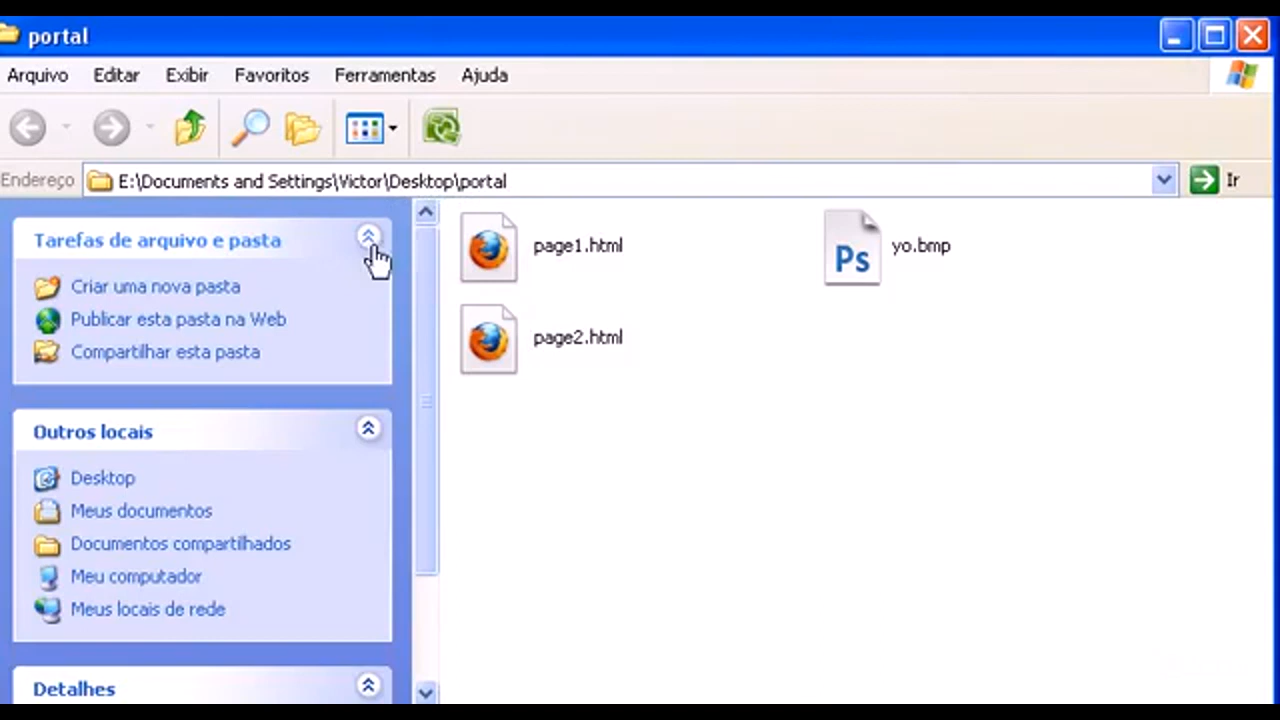 portal
Arquivo Editar Exibir Favoritos Ferramentas Ajuda
Endereço E:\Documents and Settings\Victor\Desktop\portal Ir
Tarefas de arquivo e pasta
Criar uma nova pasta
Publicar esta pasta na Web
Compartilhar esta pasta
Outros locais
Desktop
Meus documentos
Documentos compartilhados
Meu computador
Meus locais de rede
Detalhes
page1.html
Ps yo.bmp
page2.html